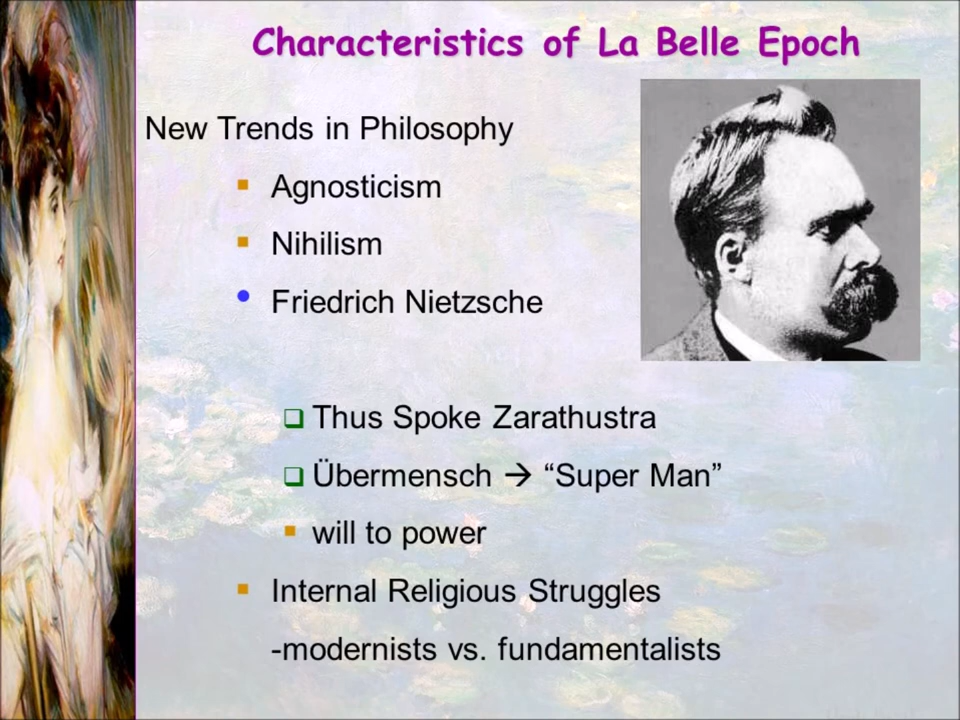 Characteristics of La Belle Epoch
New Trends in Philosophy
▪ Agnosticism
▪ Nihilism
• Friedrich Nietzsche
❑ Thus Spoke Zarathustra
❑ Übermensch → “Super Man”
▪ will to power
▪ Internal Religious Struggles
-modernists vs. fundamentalists